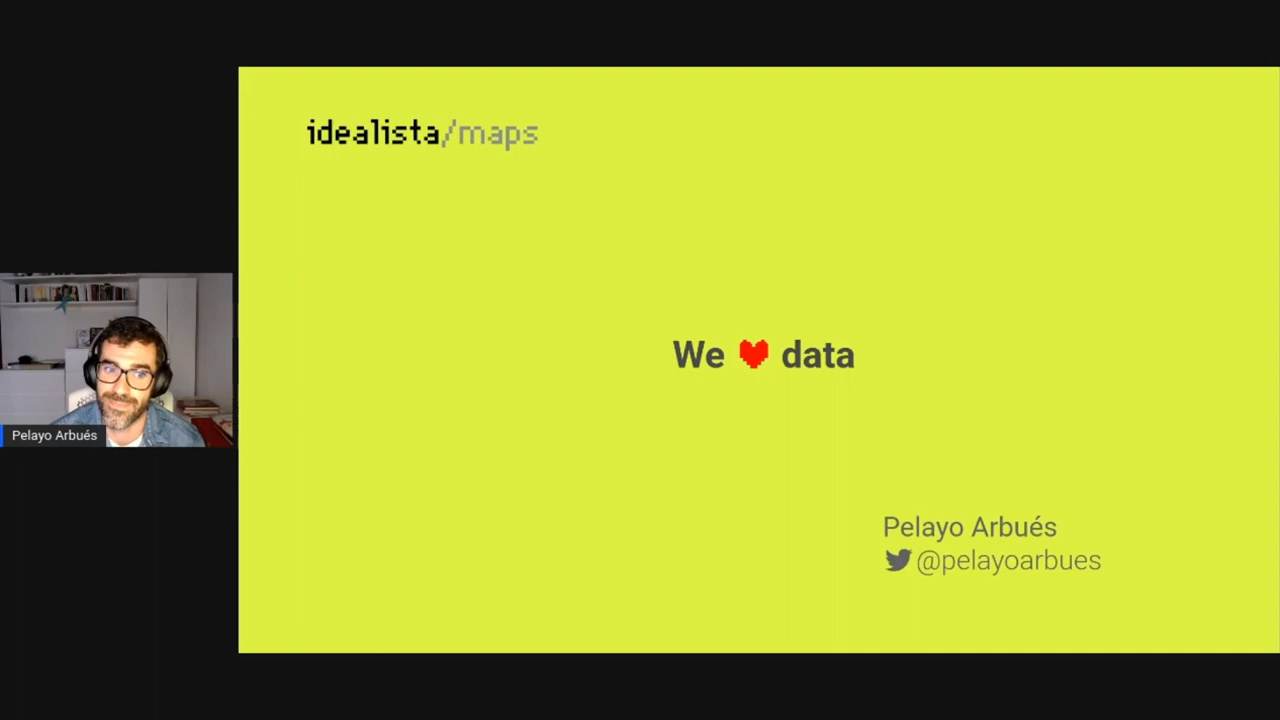 idealista/maps
We ❤ data
Pelayo Arbués
Pelayo Arbués
@pelayoarbues